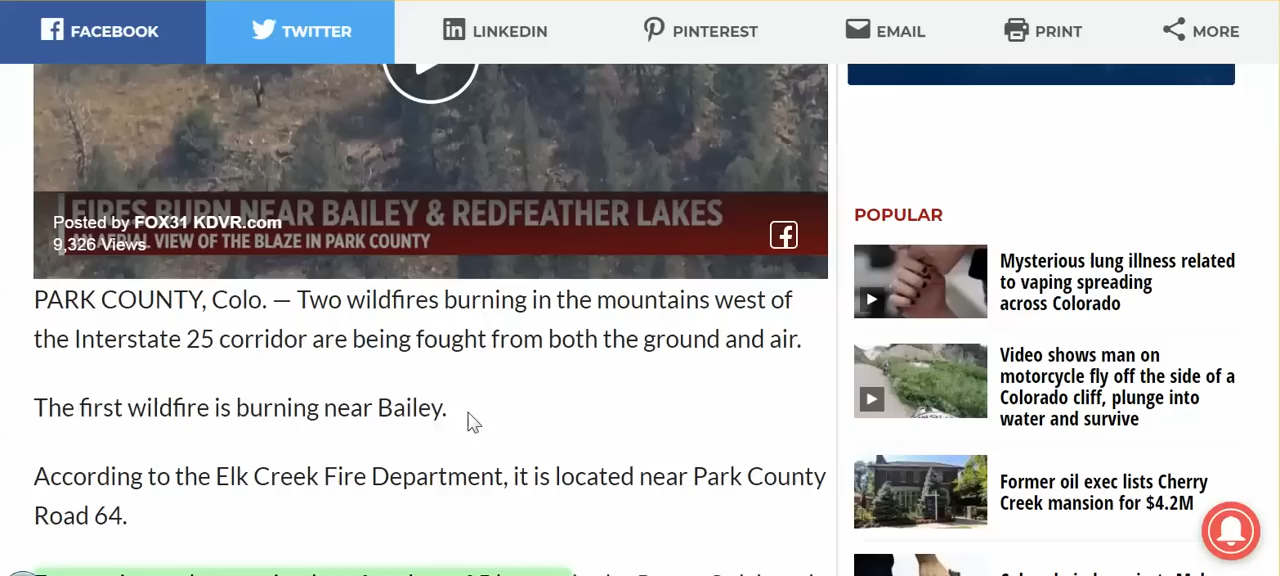 FACEBOOK
TWITTER
LINKEDIN
PINTEREST
EMAIL
PRINT
MORE
FIRES BURN NEAR BAILEY & REDFEATHER LAKES
AN AERIAL VIEW OF THE BLAZE IN PARK COUNTY
Posted by FOX31 KDVR.com
9,326 Views
PARK COUNTY, Colo. — Two wildfires burning in the mountains west of
the Interstate 25 corridor are being fought from both the ground and air.
The first wildfire is burning near Bailey.
According to the Elk Creek Fire Department, it is located near Park County
Road 64.
POPULAR
Mysterious lung illness related
to vaping spreading
across Colorado
Video shows man on
motorcycle fly off the side of a
Colorado cliff, plunge into
water and survive
Former oil exec lists Cherry
Creek mansion for $4.2M